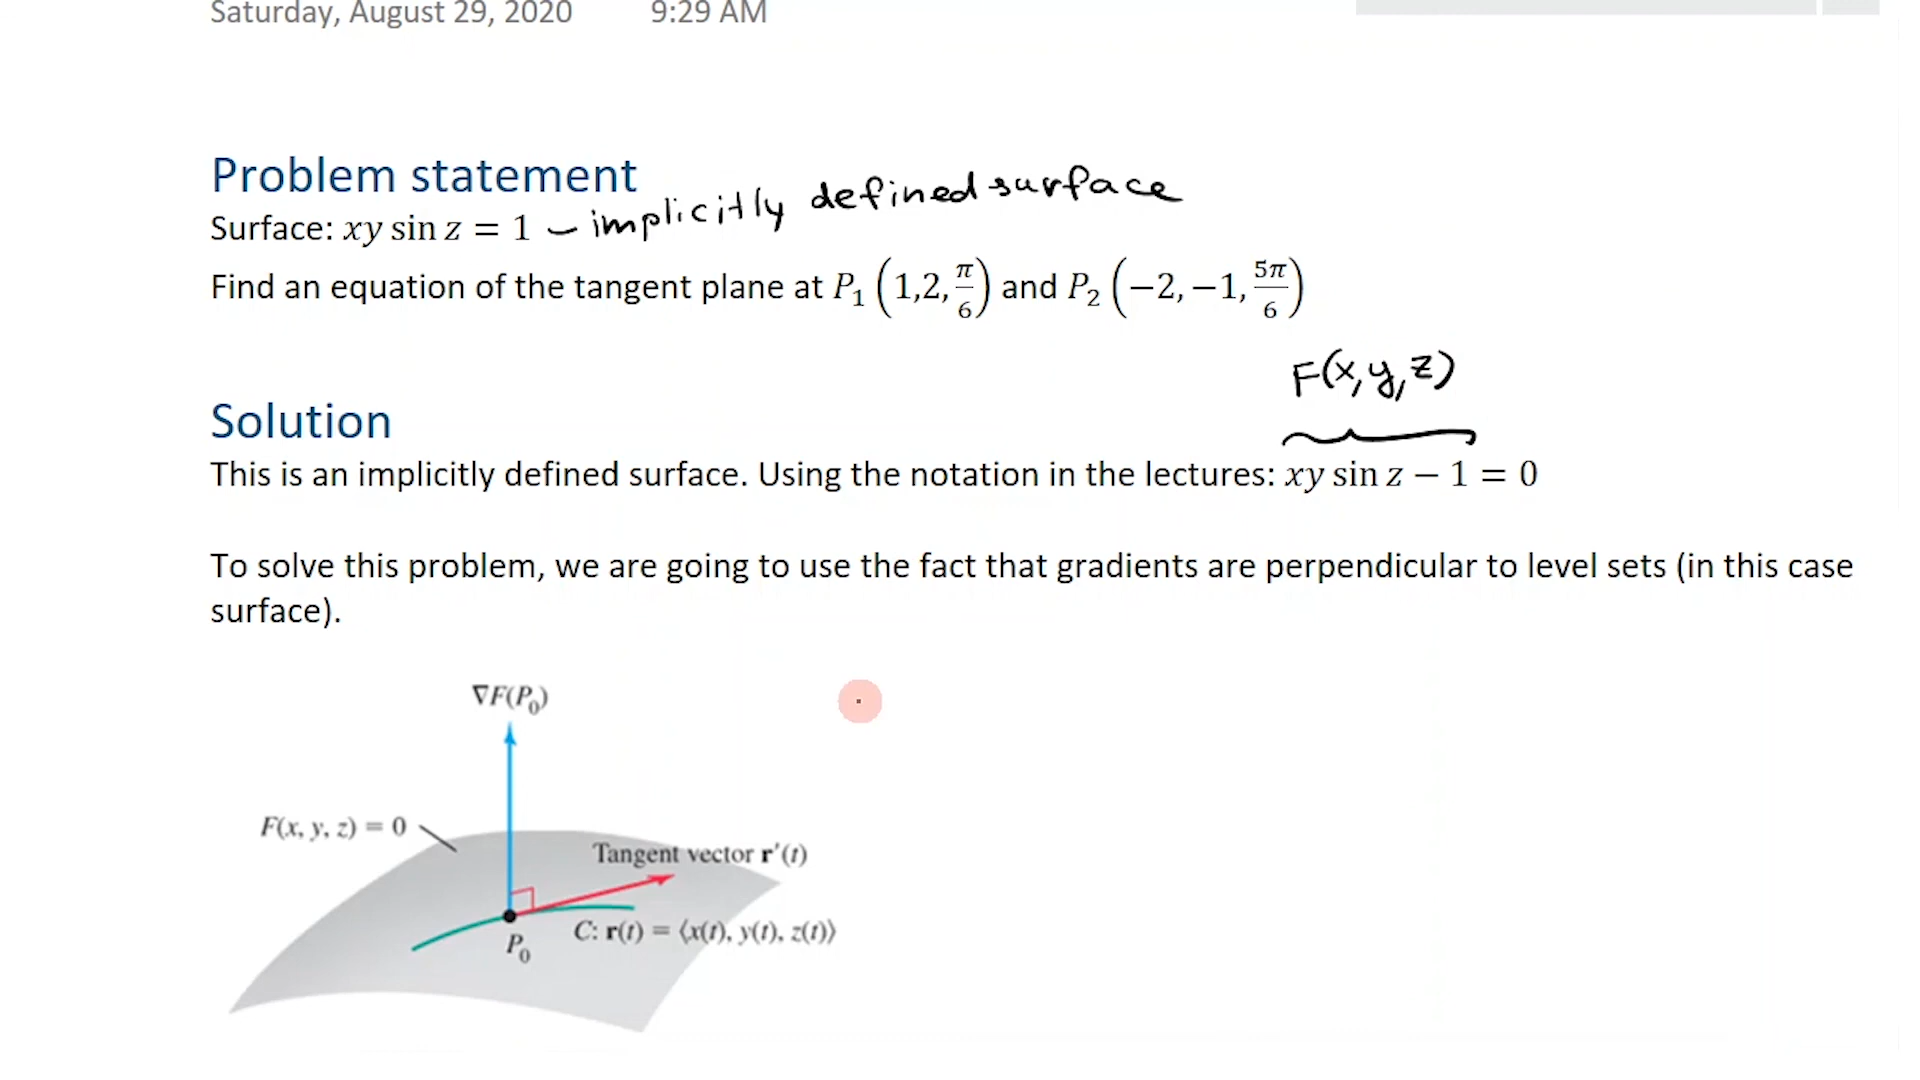 Saturday, August 29, 2020 9:29 AM
Problem statement
Surface: xy sin z = 1 – implicitly defined surface
Find an equation of the tangent plane at P₁ (1,2, π/6) and P₂ (−2, −1, 5π/6)
F(x,y,z)
Solution
This is an implicitly defined surface. Using the notation in the lectures: xy sin z − 1 = 0
To solve this problem, we are going to use the fact that gradients are perpendicular to level sets (in this case
surface).
∇F(P₀)
F(x, y, z) = 0
Tangent vector r′(t)
C: r(t) = ⟨x(t), y(t), z(t)⟩
P₀